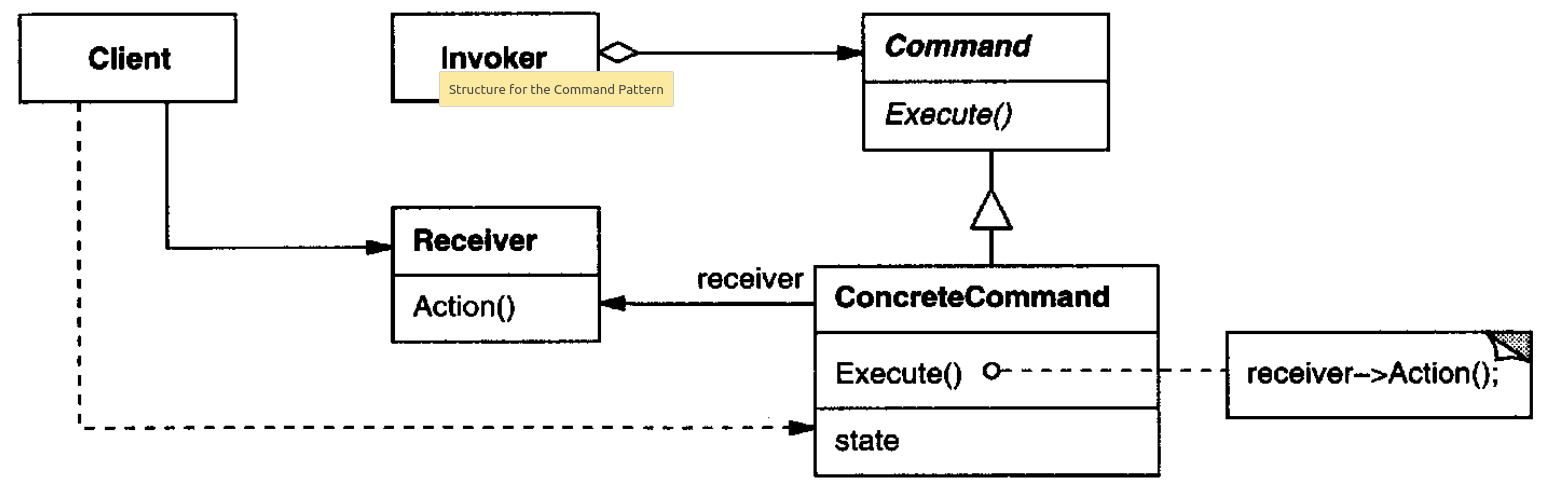 Client
Invoker
Structure for the Command Pattern
Command
Execute()
Receiver
Action()
receiver
ConcreteCommand
Execute()
receiver->Action();
state